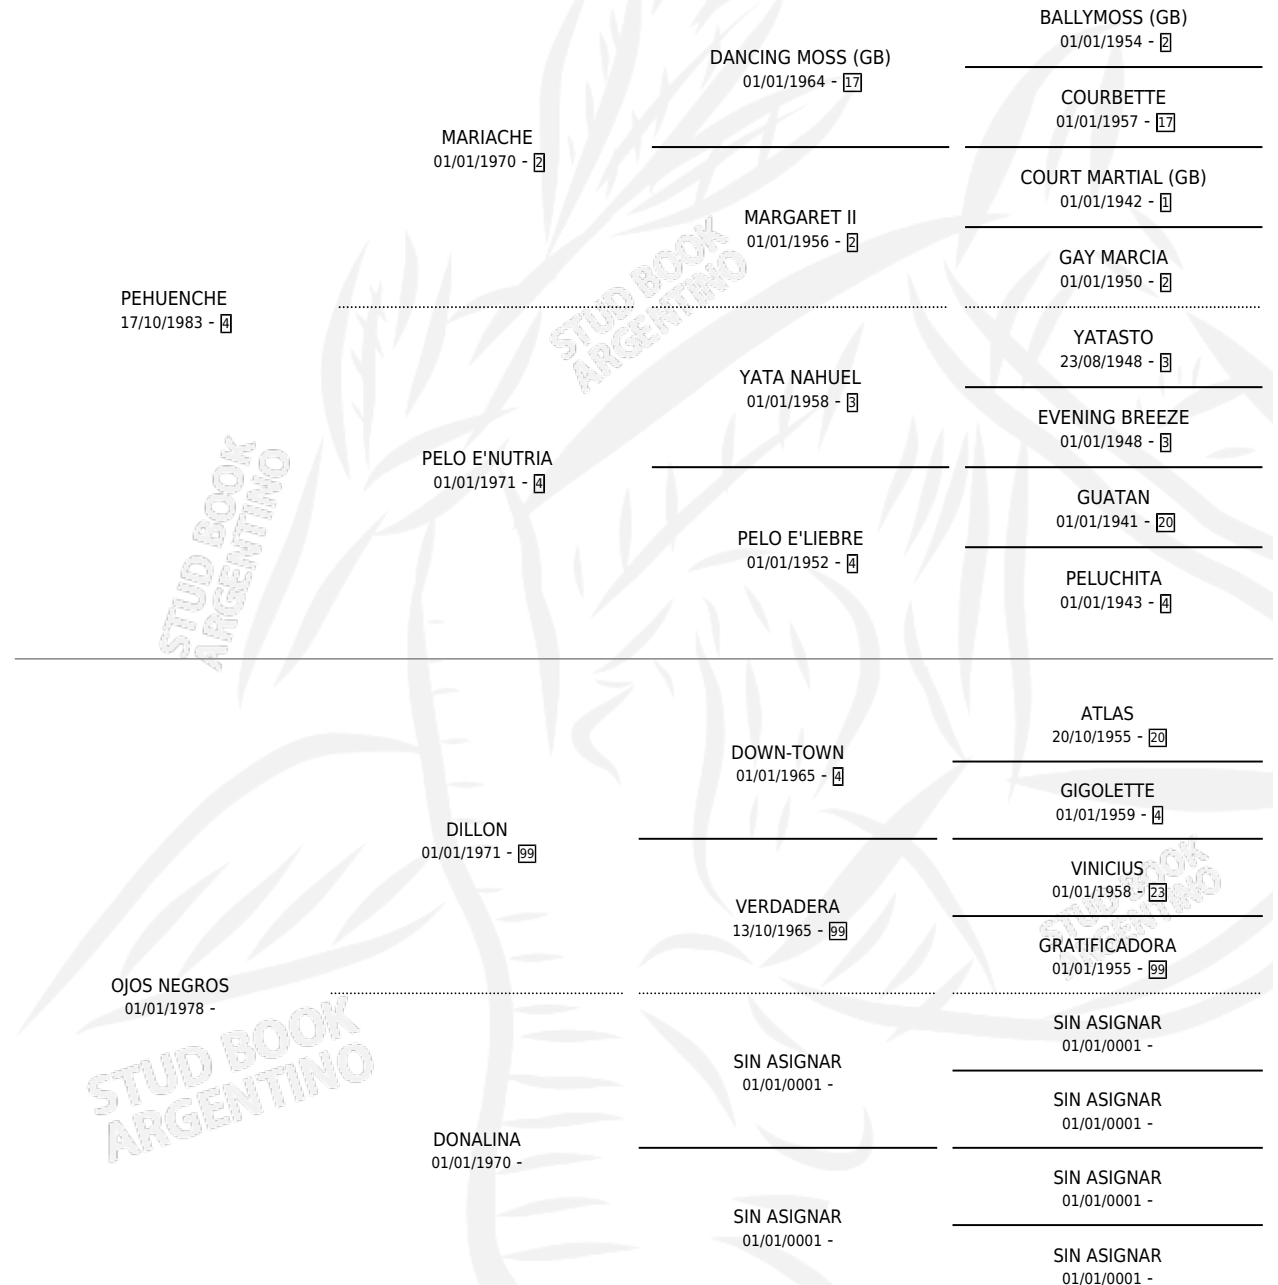 BALLYMOSS (GB)
01/01/1954 - 2
DANCING MOSS (GB)
01/01/1964 - 17
COURBETTE
01/01/1957 - 17
MARIACHE
01/01/1970 - 2
COURT MARTIAL (GB)
01/01/1942 - 1
MARGARET II
01/01/1956 - 2
GAY MARCIA
01/01/1950 - 2
PEHUENCHE
17/10/1983 - 4
STUD BOOK
ARGENTINO
YATASTO
23/08/1948 - 3
YATA NAHUEL
01/01/1958 - 3
EVENING BREEZE
01/01/1948 - 3
PELO E'NUTRIA
01/01/1971 - 4
GUATAN
01/01/1941 - 20
PELO E'LIEBRE
01/01/1952 - 4
PELUCHITA
01/01/1943 - 4
STUD BOOK
ARGENTINO
ATLAS
20/10/1955 - 20
DOWN-TOWN
01/01/1965 - 4
GIGOLETTE
01/01/1959 - 4
DILLON
01/01/1971 - 99
VINICIUS
01/01/1958 - 23
VERDADERA
13/10/1965 - 99
STUD BOOK
ARGENTINO
GRATIFICADORA
01/01/1955 - 99
OJOS NEGROS
01/01/1978 -
STUD BOOK
ARGENTINO
SIN ASIGNAR
01/01/0001 -
SIN ASIGNAR
01/01/0001 -
SIN ASIGNAR
01/01/0001 -
DONALINA
01/01/1970 -
SIN ASIGNAR
01/01/0001 -
SIN ASIGNAR
01/01/0001 -
SIN ASIGNAR
01/01/0001 -